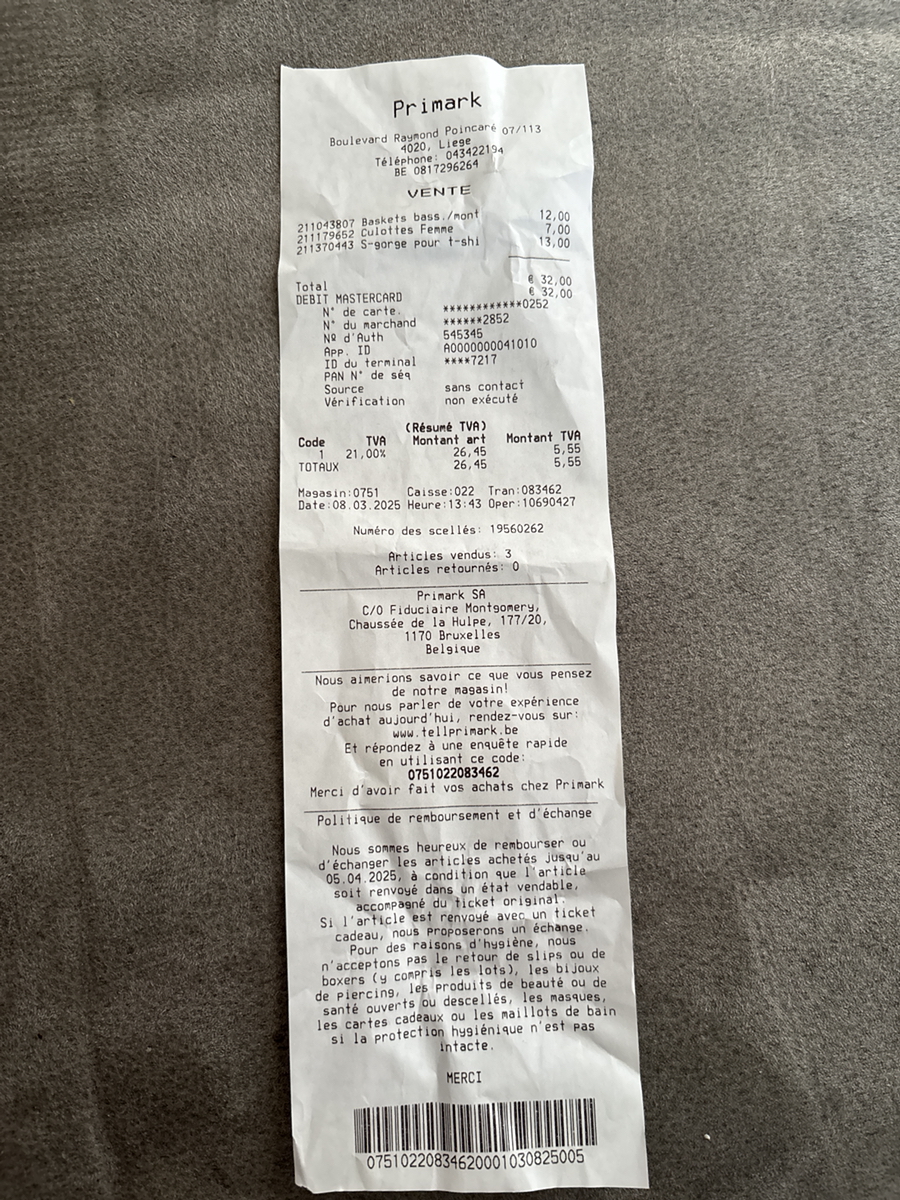 Primark
Boulevard Raymond Poincaré 07/113
4020, Liege
Téléphone: 043422194
BE 0817296264
VENTE
211043807 Baskets bass./mont 12,00
211179652 Culottes Femme 7,00
211370443 S-gorge pour t-shi 13,00
Total € 32,00
DEBIT MASTERCARD € 32,00
N° de carte. ************0252
N° du marchand ******2852
Nº d'Auth 545345
App. ID A0000000041010
ID du terminal ****7217
PAN N° de séq
Source sans contact
Vérification non exécuté
(Résumé TVA)
Code TVA Montant art Montant TVA
1 21,00% 26,45 5,55
TOTAUX 26,45 5,55
Magasin:0751 Caisse:022 Tran:083462
Date:08.03.2025 Heure:13:43 Oper:10690427
Numéro des scellés: 19560262
Articles vendus: 3
Articles retournés: 0
Primark SA
C/O Fiduciaire Montgomery,
Chaussée de la Hulpe, 177/20,
1170 Bruxelles
Belgique
Nous aimerions savoir ce que vous pensez
de notre magasin!
Pour nous parler de votre expérience
d'achat aujourd'hui, rendez-vous sur:
www.tellprimark.be
Et répondez à une enquête rapide
en utilisant ce code:
0751022083462
Merci d'avoir fait vos achats chez Primark
Politique de remboursement et d'échange
Nous sommes heureux de rembourser ou
d'échanger les articles achetés jusqu'au
05.04.2025, à condition que l'article
soit renvoyé dans un état vendable,
accompagné du ticket original.
Si l'article est renvoyé avec un ticket
cadeau, nous proposerons un échange.
Pour des raisons d'hygiène, nous
n'acceptons pas le retour de slips ou de
boxers (y compris les lots), les bijoux
de piercing, les produits de beauté ou de
santé ouverts ou descellés, les masques,
les cartes cadeaux ou les maillots de bain
si la protection hygiénique n'est pas
intacte.
MERCI
07510220834620001030825005